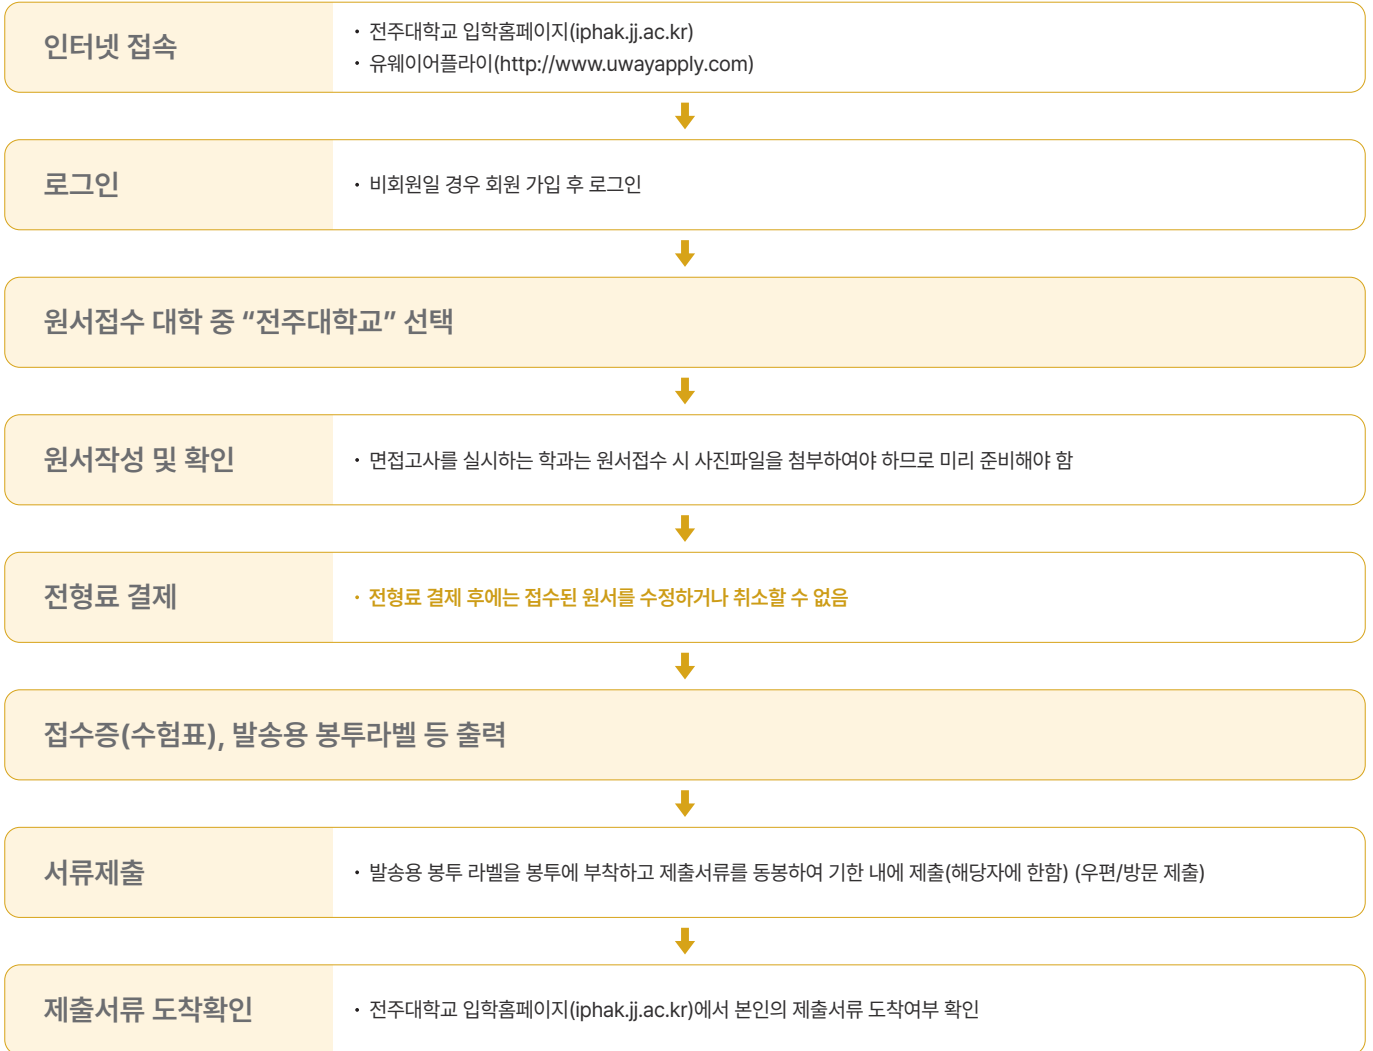 인터넷 접속
· 전주대학교 입학홈페이지(iphak.jj.ac.kr)
· 유웨이어플라이(http://www.uwayapply.com)
로그인
· 비회원일 경우 회원 가입 후 로그인
원서접수 대학 중 “전주대학교” 선택
원서작성 및 확인
· 면접고사를 실시하는 학과는 원서접수 시 사진파일을 첨부하여야 하므로 미리 준비해야 함
전형료 결제
· 전형료 결제 후에는 접수된 원서를 수정하거나 취소할 수 없음
접수증(수험표), 발송용 봉투라벨 등 출력
서류제출
· 발송용 봉투 라벨을 봉투에 부착하고 제출서류를 동봉하여 기한 내에 제출(해당자에 한함) (우편/방문 제출)
제출서류 도착확인
· 전주대학교 입학홈페이지(iphak.jj.ac.kr)에서 본인의 제출서류 도착여부 확인